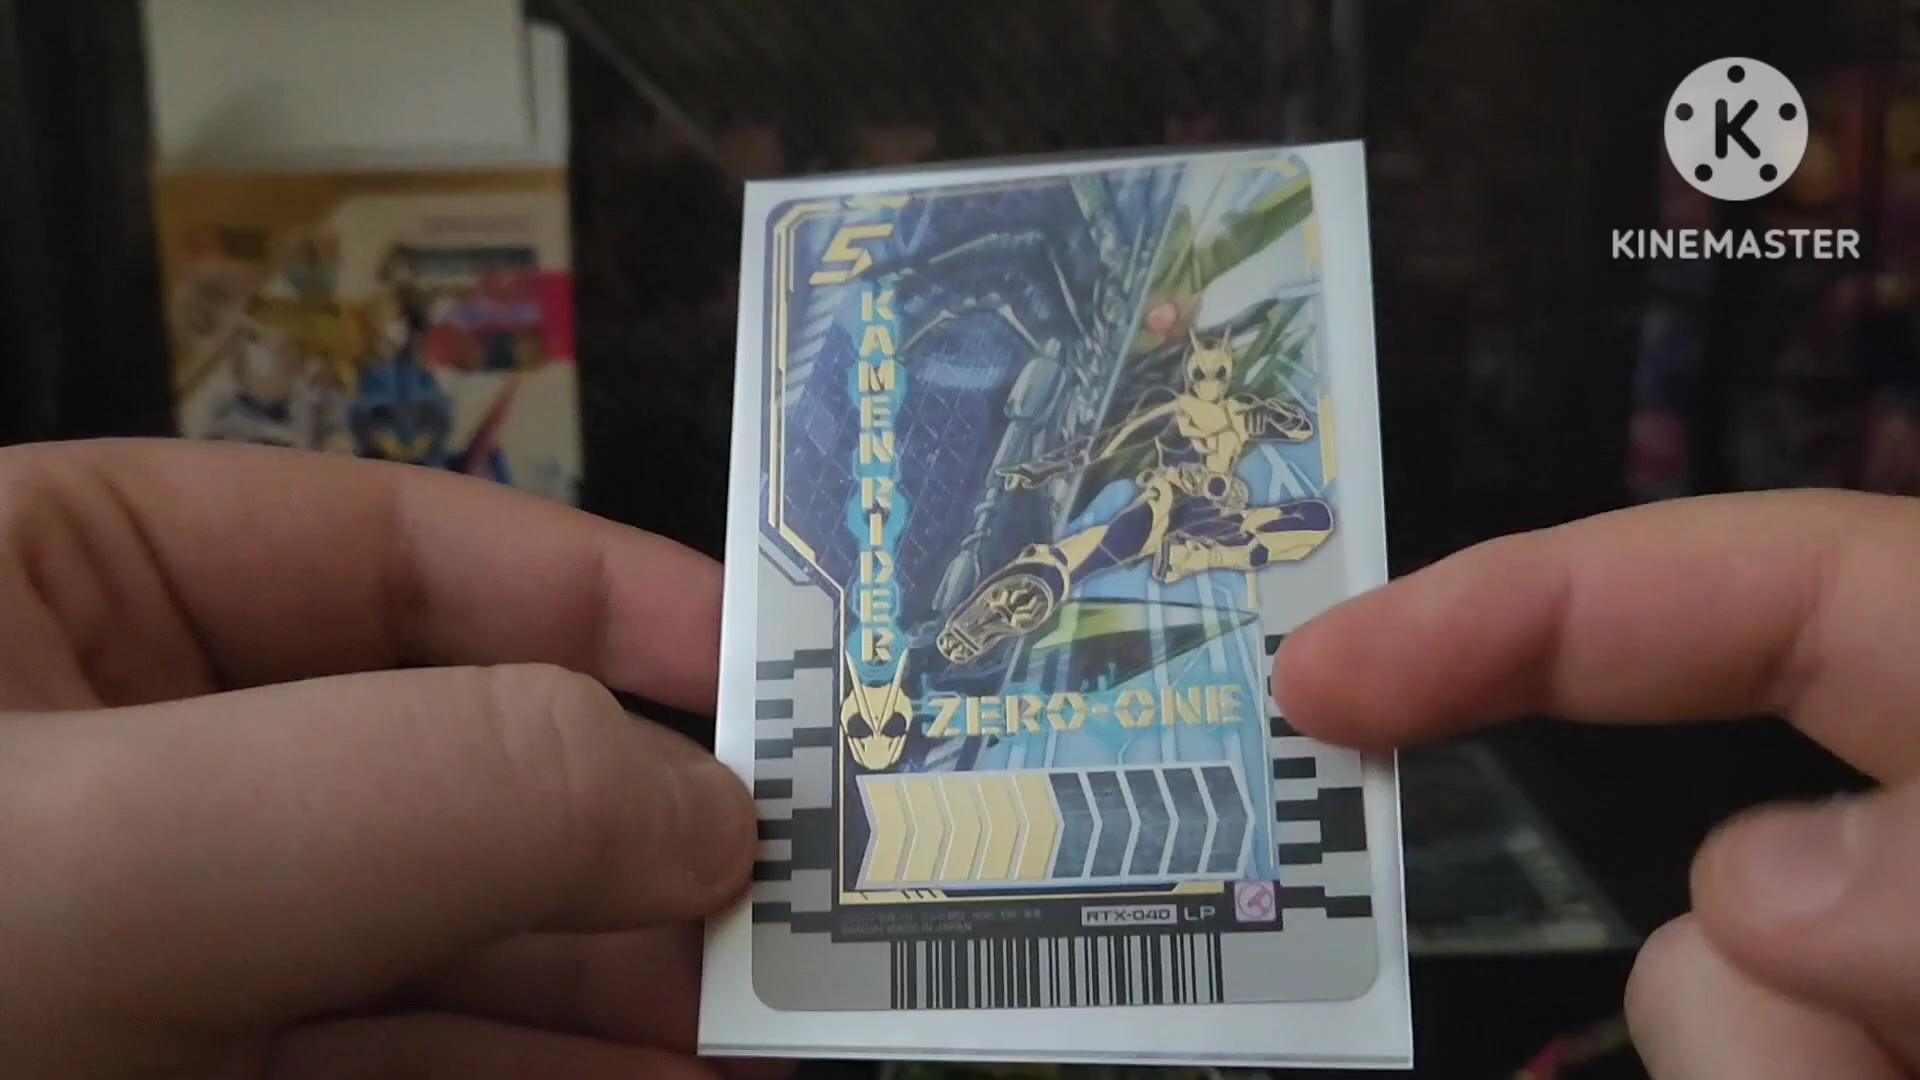 K
KINEMASTER
5
KAMEN RIDER
ZERO-ONE
RTX-040 LP
BANDAI MADE IN JAPAN